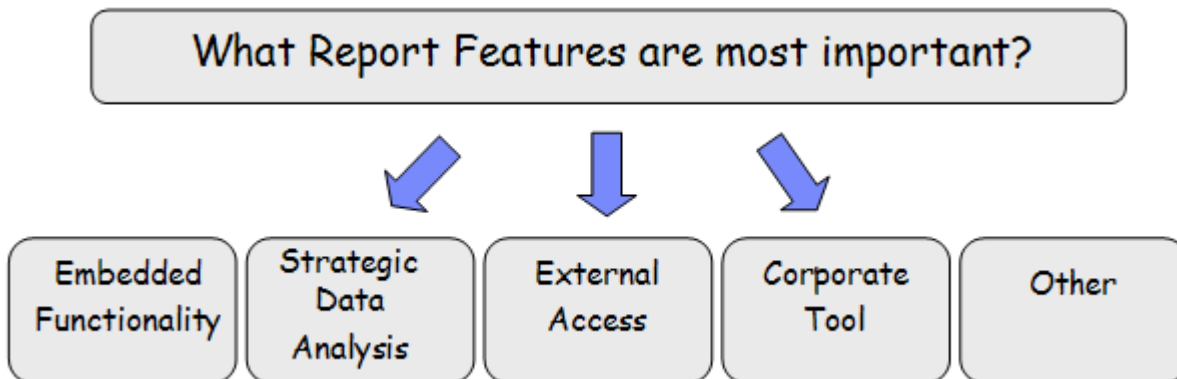 What Report Features are most important?
Embedded
Functionality
Strategic
Data
Analysis
External
Access
Corporate
Tool
Other